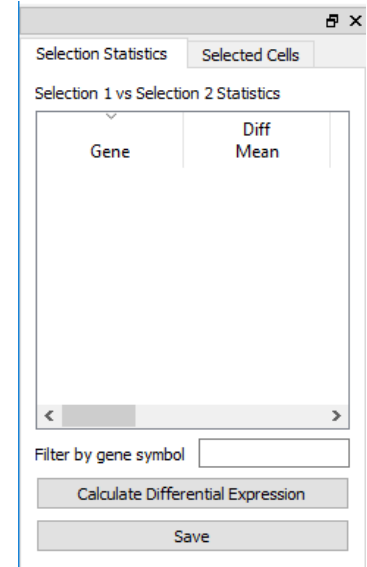 Selection Statistics Selected Cells
Selection 1 vs Selection 2 Statistics
Gene Diff Mean
Filter by gene symbol
Calculate Differential Expression
Save